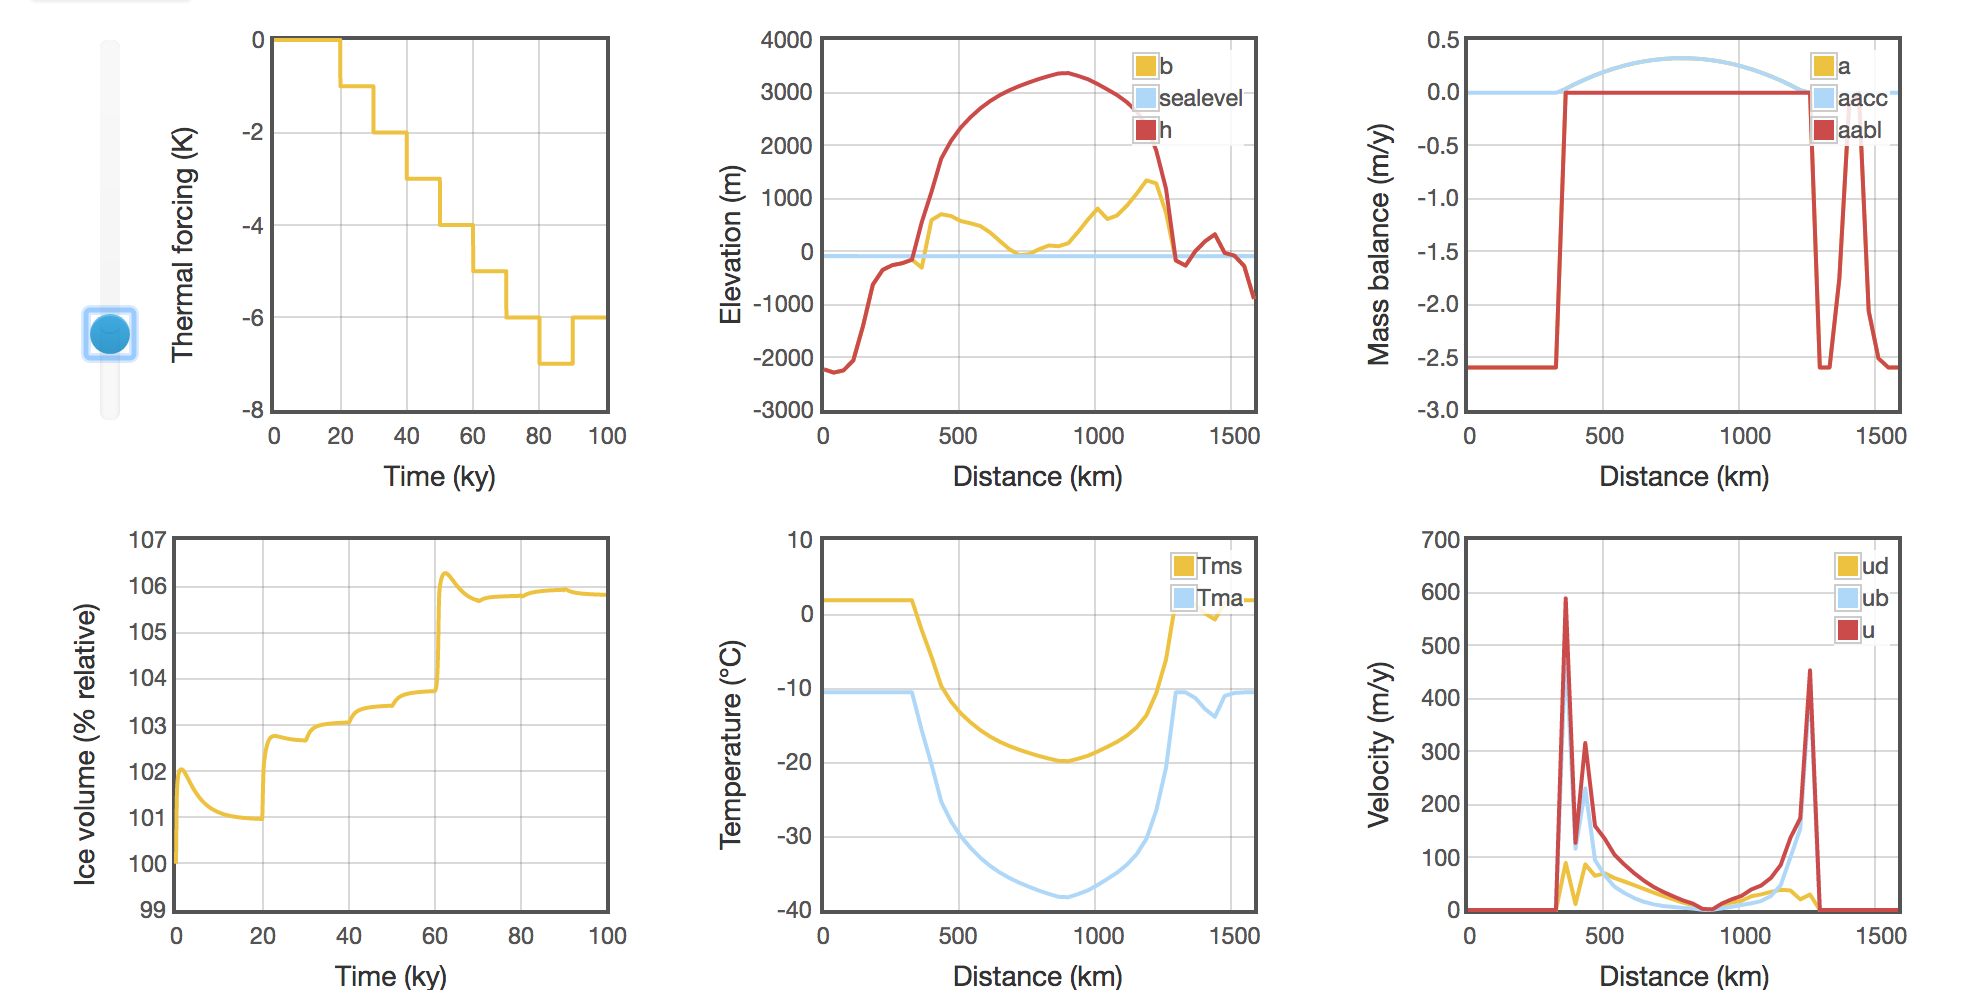 Thermal forcing (K)
0
-2
-4
-6
-8
0 20 40 60 80 100
Time (ky)
Elevation (m)
4000
3000
2000
1000
0
-1000
-2000
-3000
b
sealevel
h
0 500 1000 1500
Distance (km)
Mass balance (m/y)
0.5
0.0
-0.5
-1.0
-1.5
-2.0
-2.5
-3.0
a
aacc
aabl
0 500 1000 1500
Distance (km)
Ice volume (% relative)
107
106
105
104
103
102
101
100
99
0 20 40 60 80 100
Time (ky)
Temperature (°C)
10
0
-10
-20
-30
-40
Tms
Tma
0 500 1000 1500
Distance (km)
Velocity (m/y)
700
600
500
400
300
200
100
0
ud
ub
u
0 500 1000 1500
Distance (km)